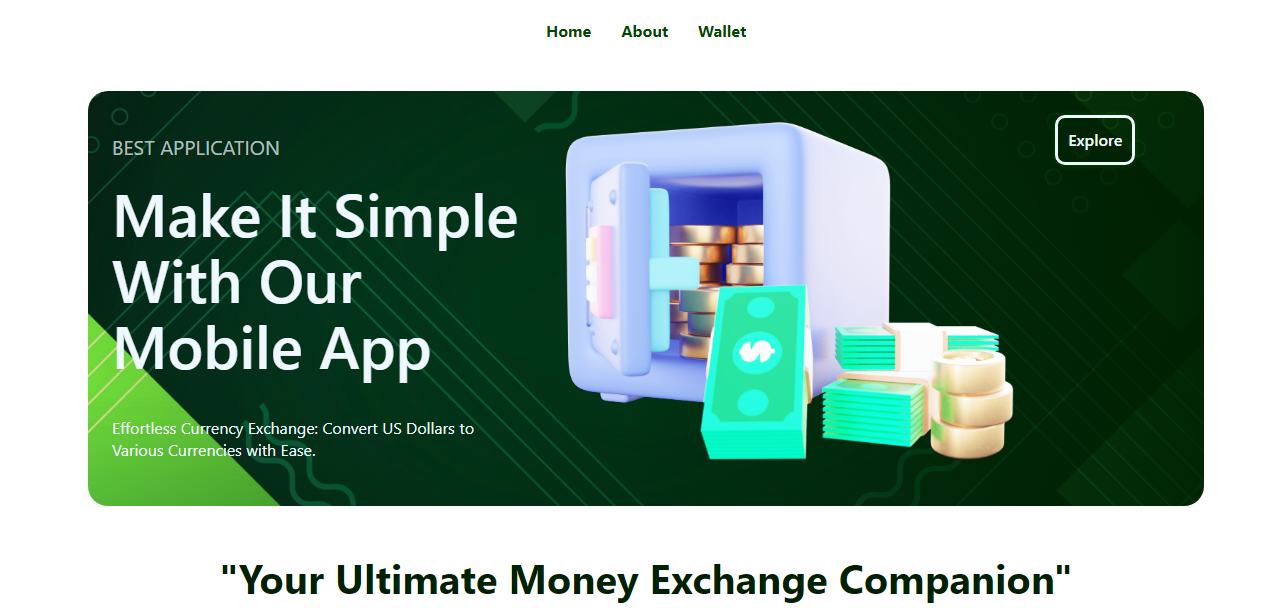 Home About Wallet
BEST APPLICATION
Explore
Make It Simple
With Our
Mobile App
Effortless Currency Exchange: Convert US Dollars to
Various Currencies with Ease.
"Your Ultimate Money Exchange Companion"